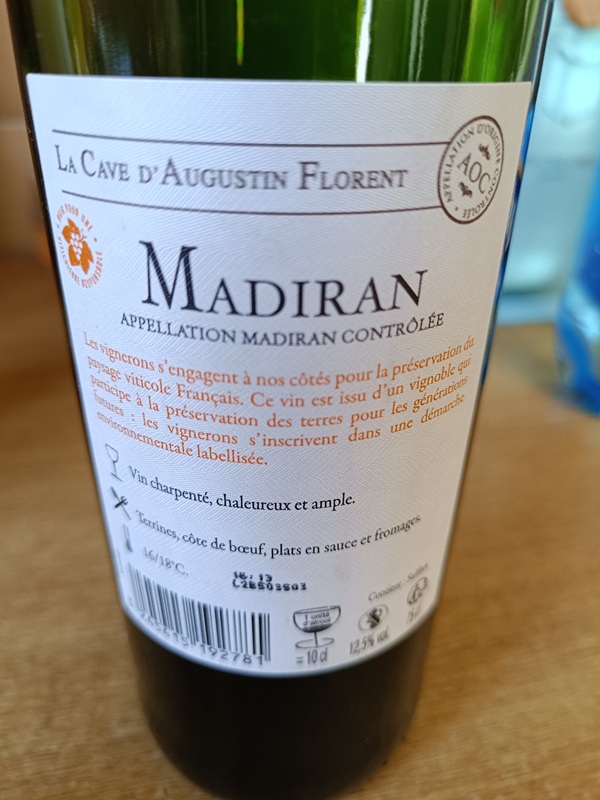 LA CAVE D'AUGUSTIN FLORENT
APPELLATION D'ORIGINE CONTRÔLÉE
AOC
MADIRAN
APPELLATION MADIRAN CONTRÔLÉE
Les vignerons s'engagent à nos côtés pour la préservation du
paysage viticole Français. Ce vin est issu d'un vignoble qui
participe à la préservation des terres pour les générations
futures : les vignerons s'inscrivent dans une démarche
environnementale labellisée.
Vin charpenté, chaleureux et ample.
Terrines, côte de bœuf, plats en sauce et fromages.
16/18°C.
Contient : Sulfites
= 10 cl
12,5% vol.